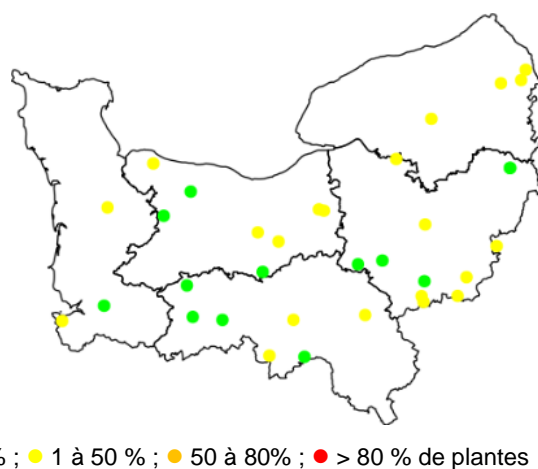 % ; 1 à 50 % ; 50 à 80% ; > 80 % de plantes